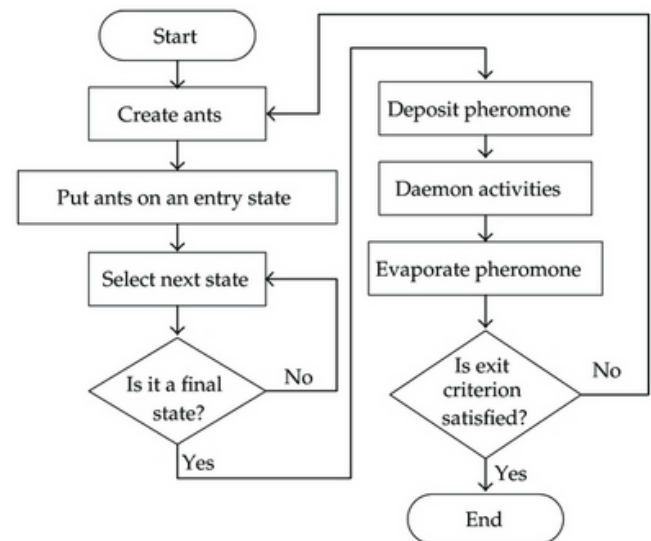 Start
Create ants
Put ants on an entry state
Select next state
Is it a final
state?
No
Yes
Deposit pheromone
Daemon activities
Evaporate pheromone
Is exit
criterion
satisfied?
No
Yes
End